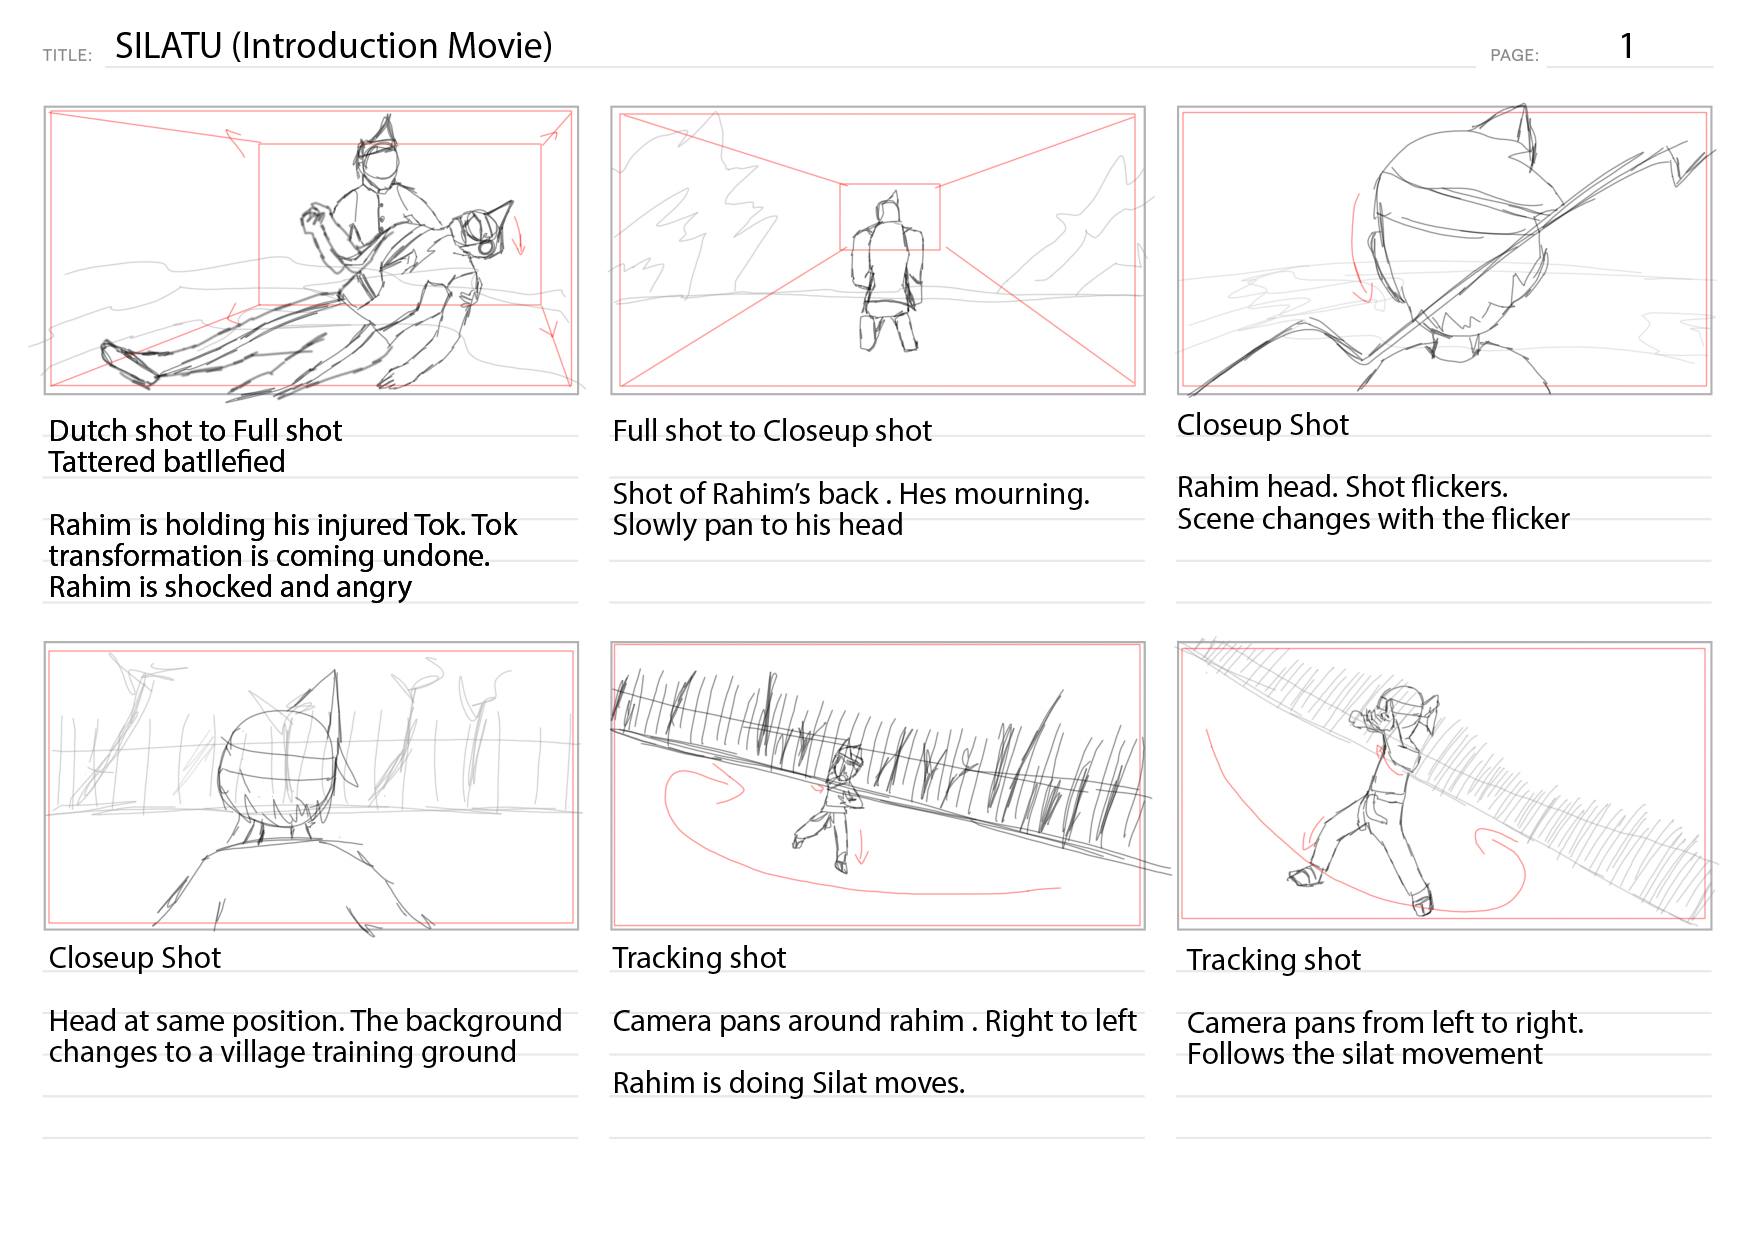 TITLE: SILATU (Introduction Movie)
PAGE: 1
Dutch shot to Full shot
Tattered batllefied
Rahim is holding his injured Tok. Tok
transformation is coming undone.
Rahim is shocked and angry
Full shot to Closeup shot
Shot of Rahim’s back . Hes mourning.
Slowly pan to his head
Closeup Shot
Rahim head. Shot flickers.
Scene changes with the flicker
Closeup Shot
Head at same position. The background
changes to a village training ground
Tracking shot
Camera pans around rahim . Right to left
Rahim is doing Silat moves.
Tracking shot
Camera pans from left to right.
Follows the silat movement